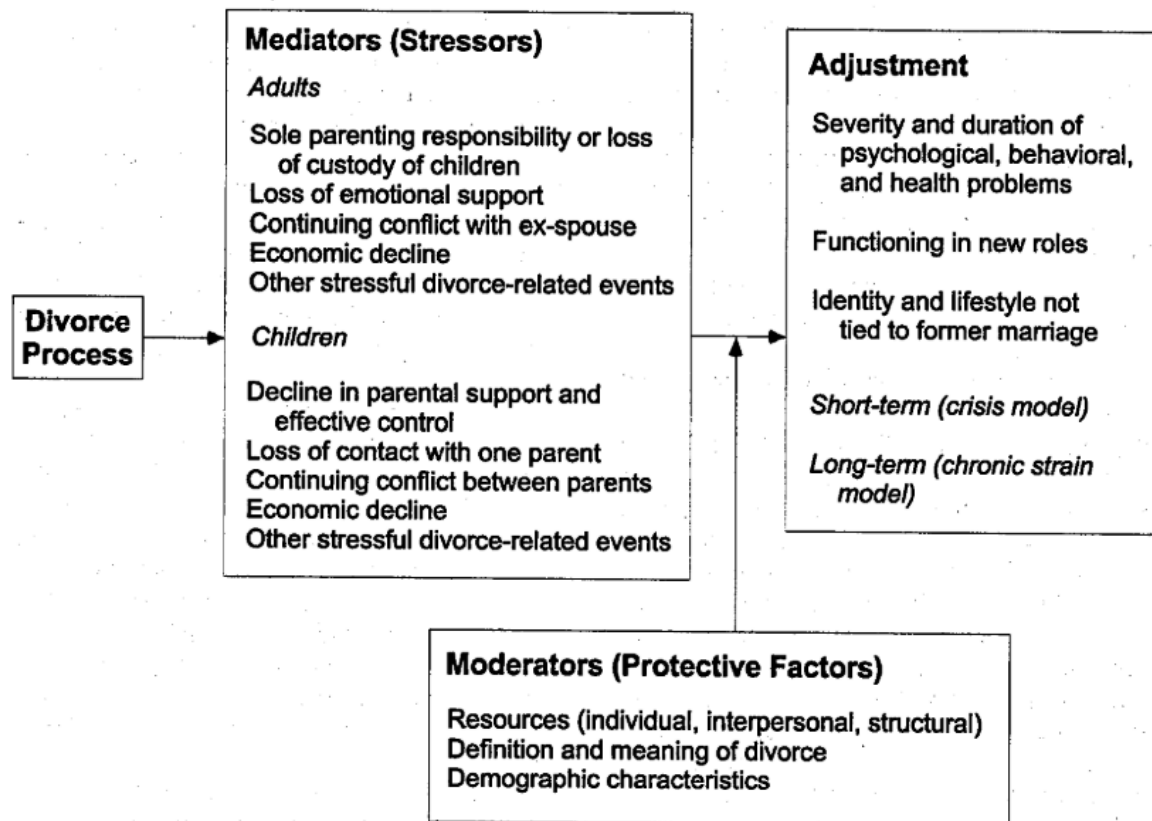 Divorce
Process
Mediators (Stressors)
Adults
Sole parenting responsibility or loss
of custody of children
Loss of emotional support
Continuing conflict with ex-spouse
Economic decline
Other stressful divorce-related events
Children
Decline in parental support and
effective control
Loss of contact with one parent
Continuing conflict between parents
Economic decline
Other stressful divorce-related events
Adjustment
Severity and duration of
psychological, behavioral,
and health problems
Functioning in new roles
Identity and lifestyle not
tied to former marriage
Short-term (crisis model)
Long-term (chronic strain
model)
Moderators (Protective Factors)
Resources (individual, interpersonal, structural)
Definition and meaning of divorce
Demographic characteristics